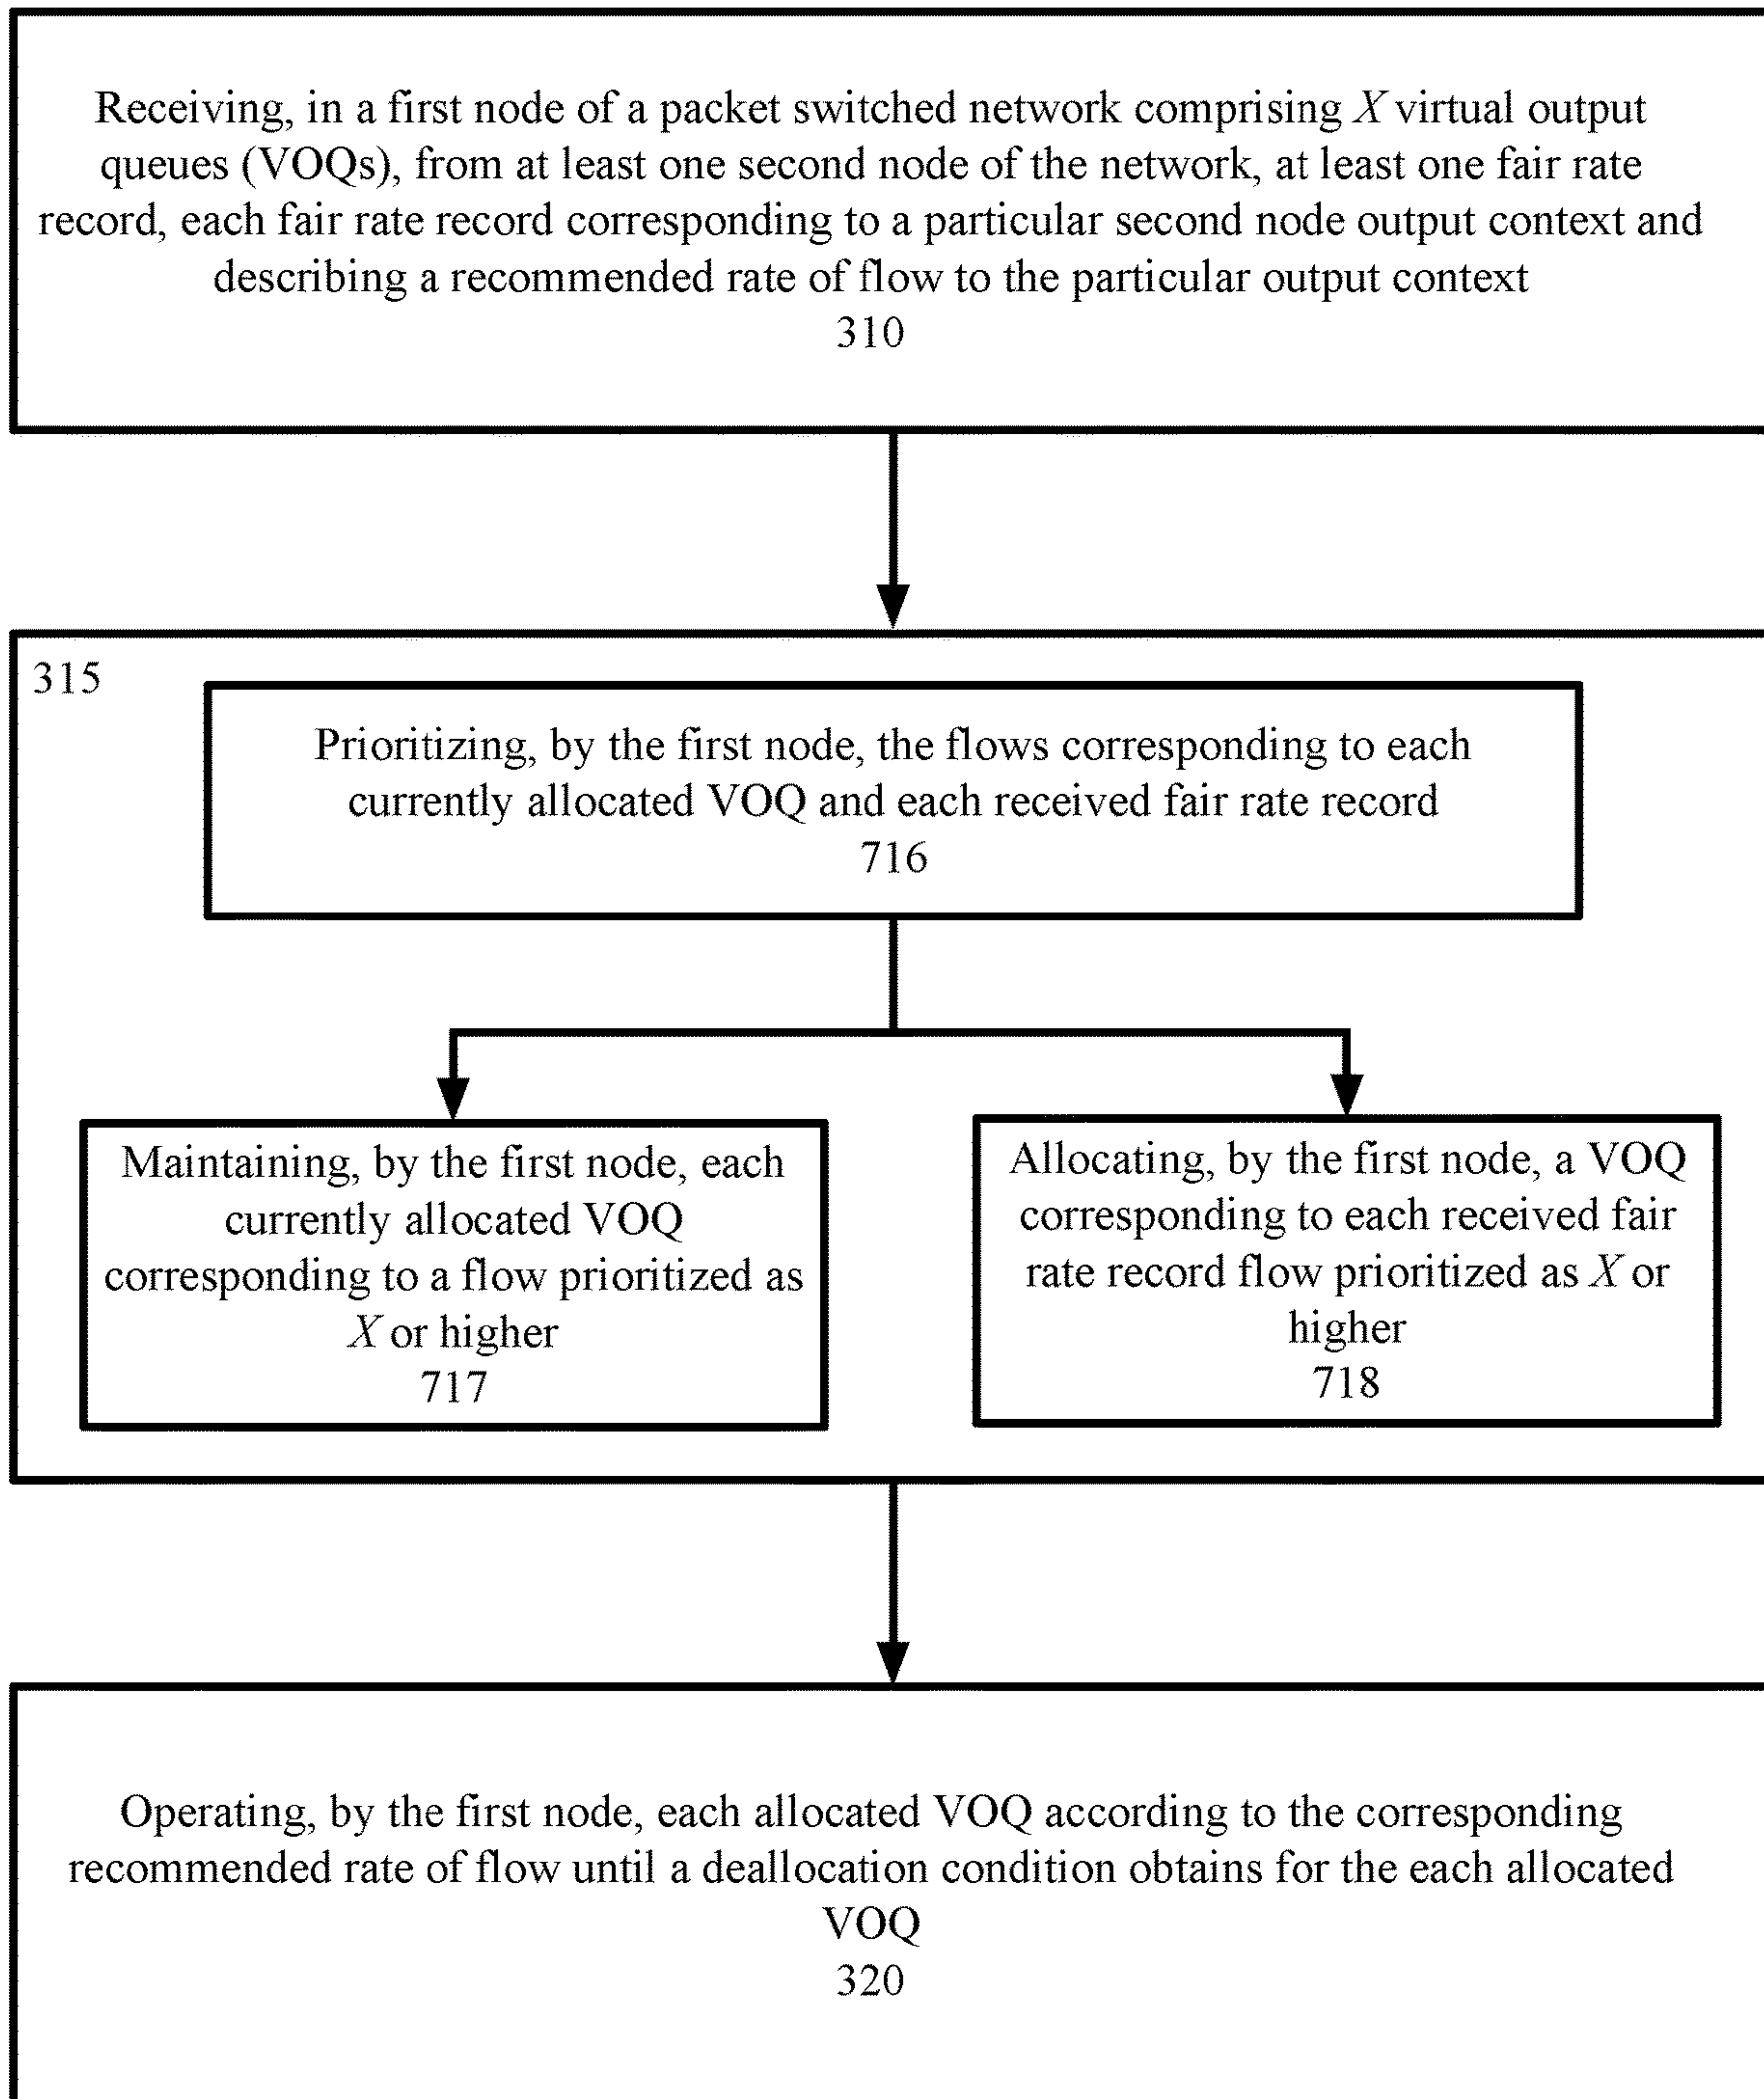 Receiving, in a first node of a packet switched network comprising X virtual output
queues (VOQs), from at least one second node of the network, at least one fair rate
record, each fair rate record corresponding to a particular second node output context and
describing a recommended rate of flow to the particular output context
310
315
Prioritizing, by the first node, the flows corresponding to each
currently allocated VOQ and each received fair rate record
716
Maintaining, by the first node, each
currently allocated VOQ
corresponding to a flow prioritized as
X or higher
717
Allocating, by the first node, a VOQ
corresponding to each received fair
rate record flow prioritized as X or
higher
718
Operating, by the first node, each allocated VOQ according to the corresponding
recommended rate of flow until a deallocation condition obtains for the each allocated
VOQ
320